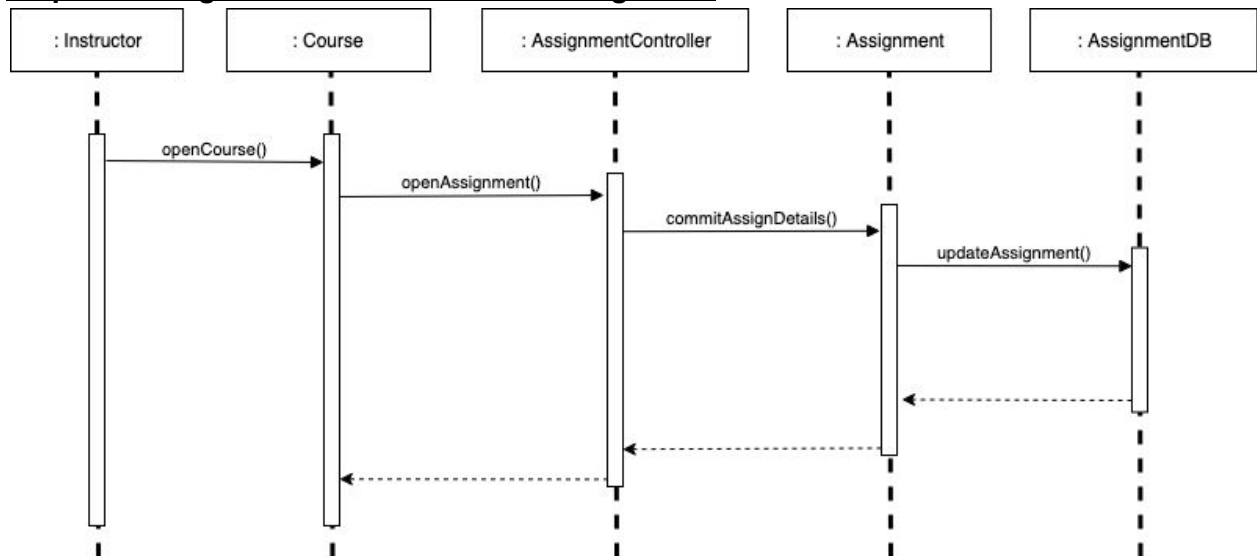 : Instructor
: Course
: AssignmentController
: Assignment
: AssignmentDB
openCourse()
openAssignment()
commitAssignDetails()
updateAssignment()